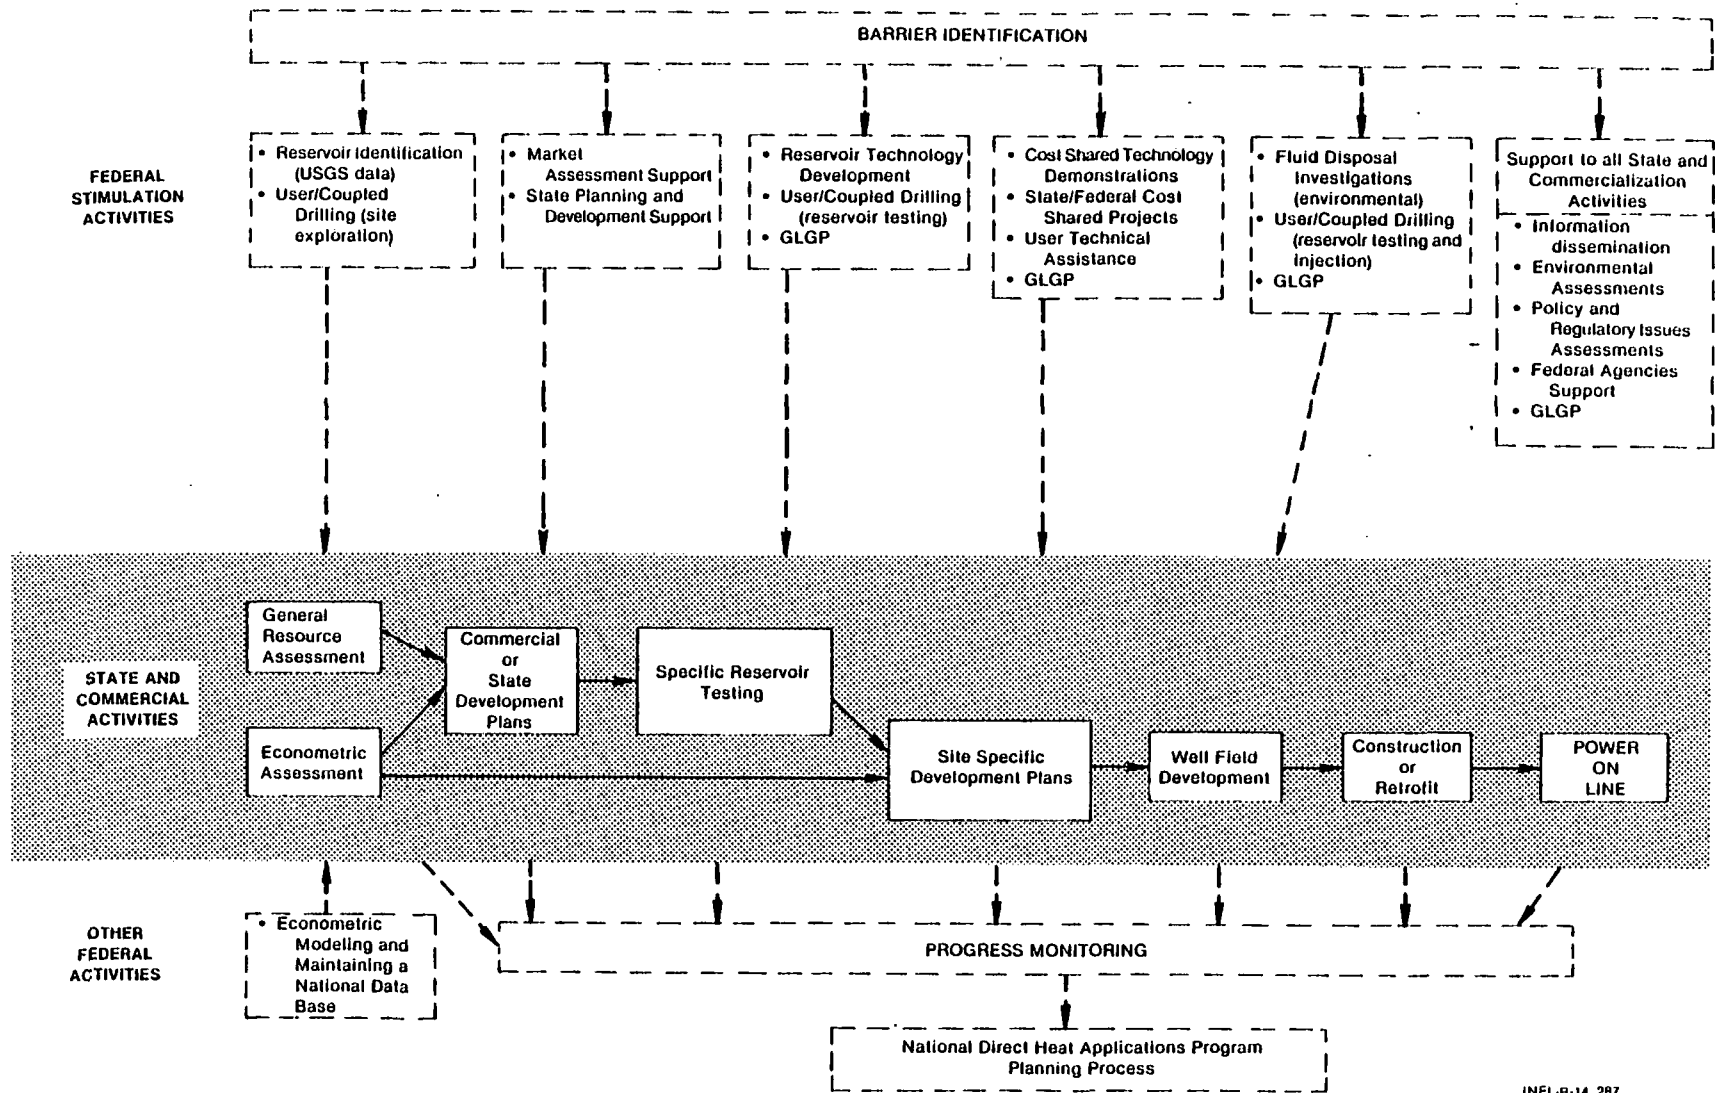 BARRIER IDENTIFICATION
FEDERAL
STIMULATION
ACTIVITIES
• Reservoir Identification
(USGS data)
• User/Coupled
Drilling (site
exploration)
• Market
Assessment Support
• State Planning and
Development Support
• Reservoir Technology
Development
• User/Coupled Drilling
(reservoir testing)
• GLGP
• Cost Shared Technology
Demonstrations
• State/Federal Cost
Shared Projects
• User Technical
Assistance
• GLGP
• Fluid Disposal
Investigations
(environmental)
• User/Coupled Drilling
(reservoir testing and
injection)
• GLGP
Support to all State and
Commercialization
Activities
• Information
dissemination
• Environmental
Assessments
• Policy and
Regulatory Issues
Assessments
• Federal Agencies
Support
• GLGP
STATE AND
COMMERCIAL
ACTIVITIES
General
Resource
Assessment
Econometric
Assessment
Commercial
or
State
Development
Plans
Specific Reservoir
Testing
Site Specific
Development Plans
Well Field
Development
Construction
or
Retrofit
POWER
ON
LINE
OTHER
FEDERAL
ACTIVITIES
• Econometric
Modeling and
Maintaining a
National Data
Base
PROGRESS MONITORING
National Direct Heat Applications Program
Planning Process